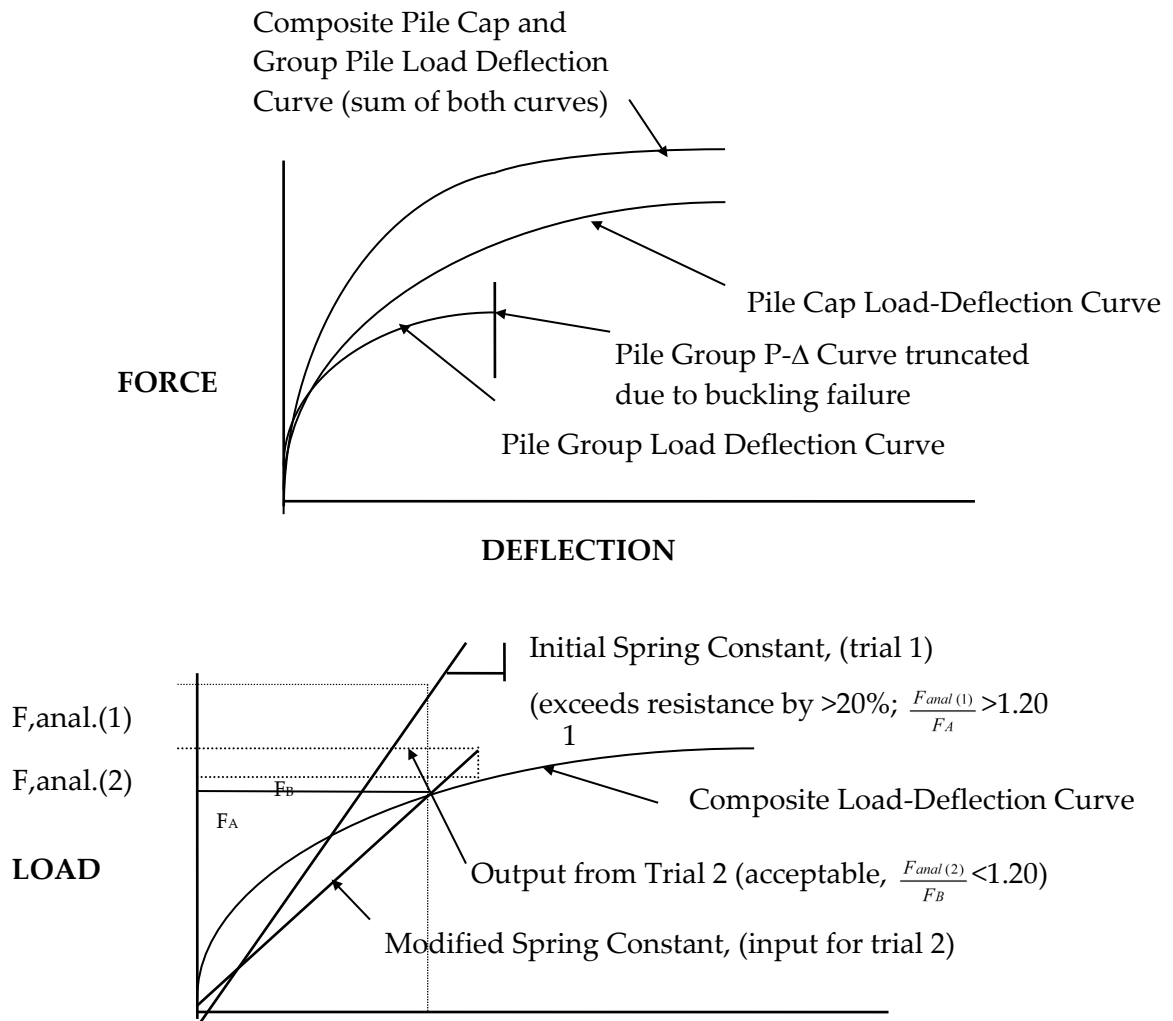 Composite Pile Cap and
Group Pile Load Deflection
Curve (sum of both curves)
Pile Cap Load-Deflection Curve
Pile Group P-Δ Curve truncated
due to buckling failure
FORCE
Pile Group Load Deflection Curve
DEFLECTION
Initial Spring Constant, (trial 1)
(exceeds resistance by >20%; Fanal (1)/FA >1.20
1
F,anal.(1)
F,anal.(2)
FB
FA
Composite Load-Deflection Curve
LOAD
Output from Trial 2 (acceptable, Fanal (2)/FB <1.20)
Modified Spring Constant, (input for trial 2)